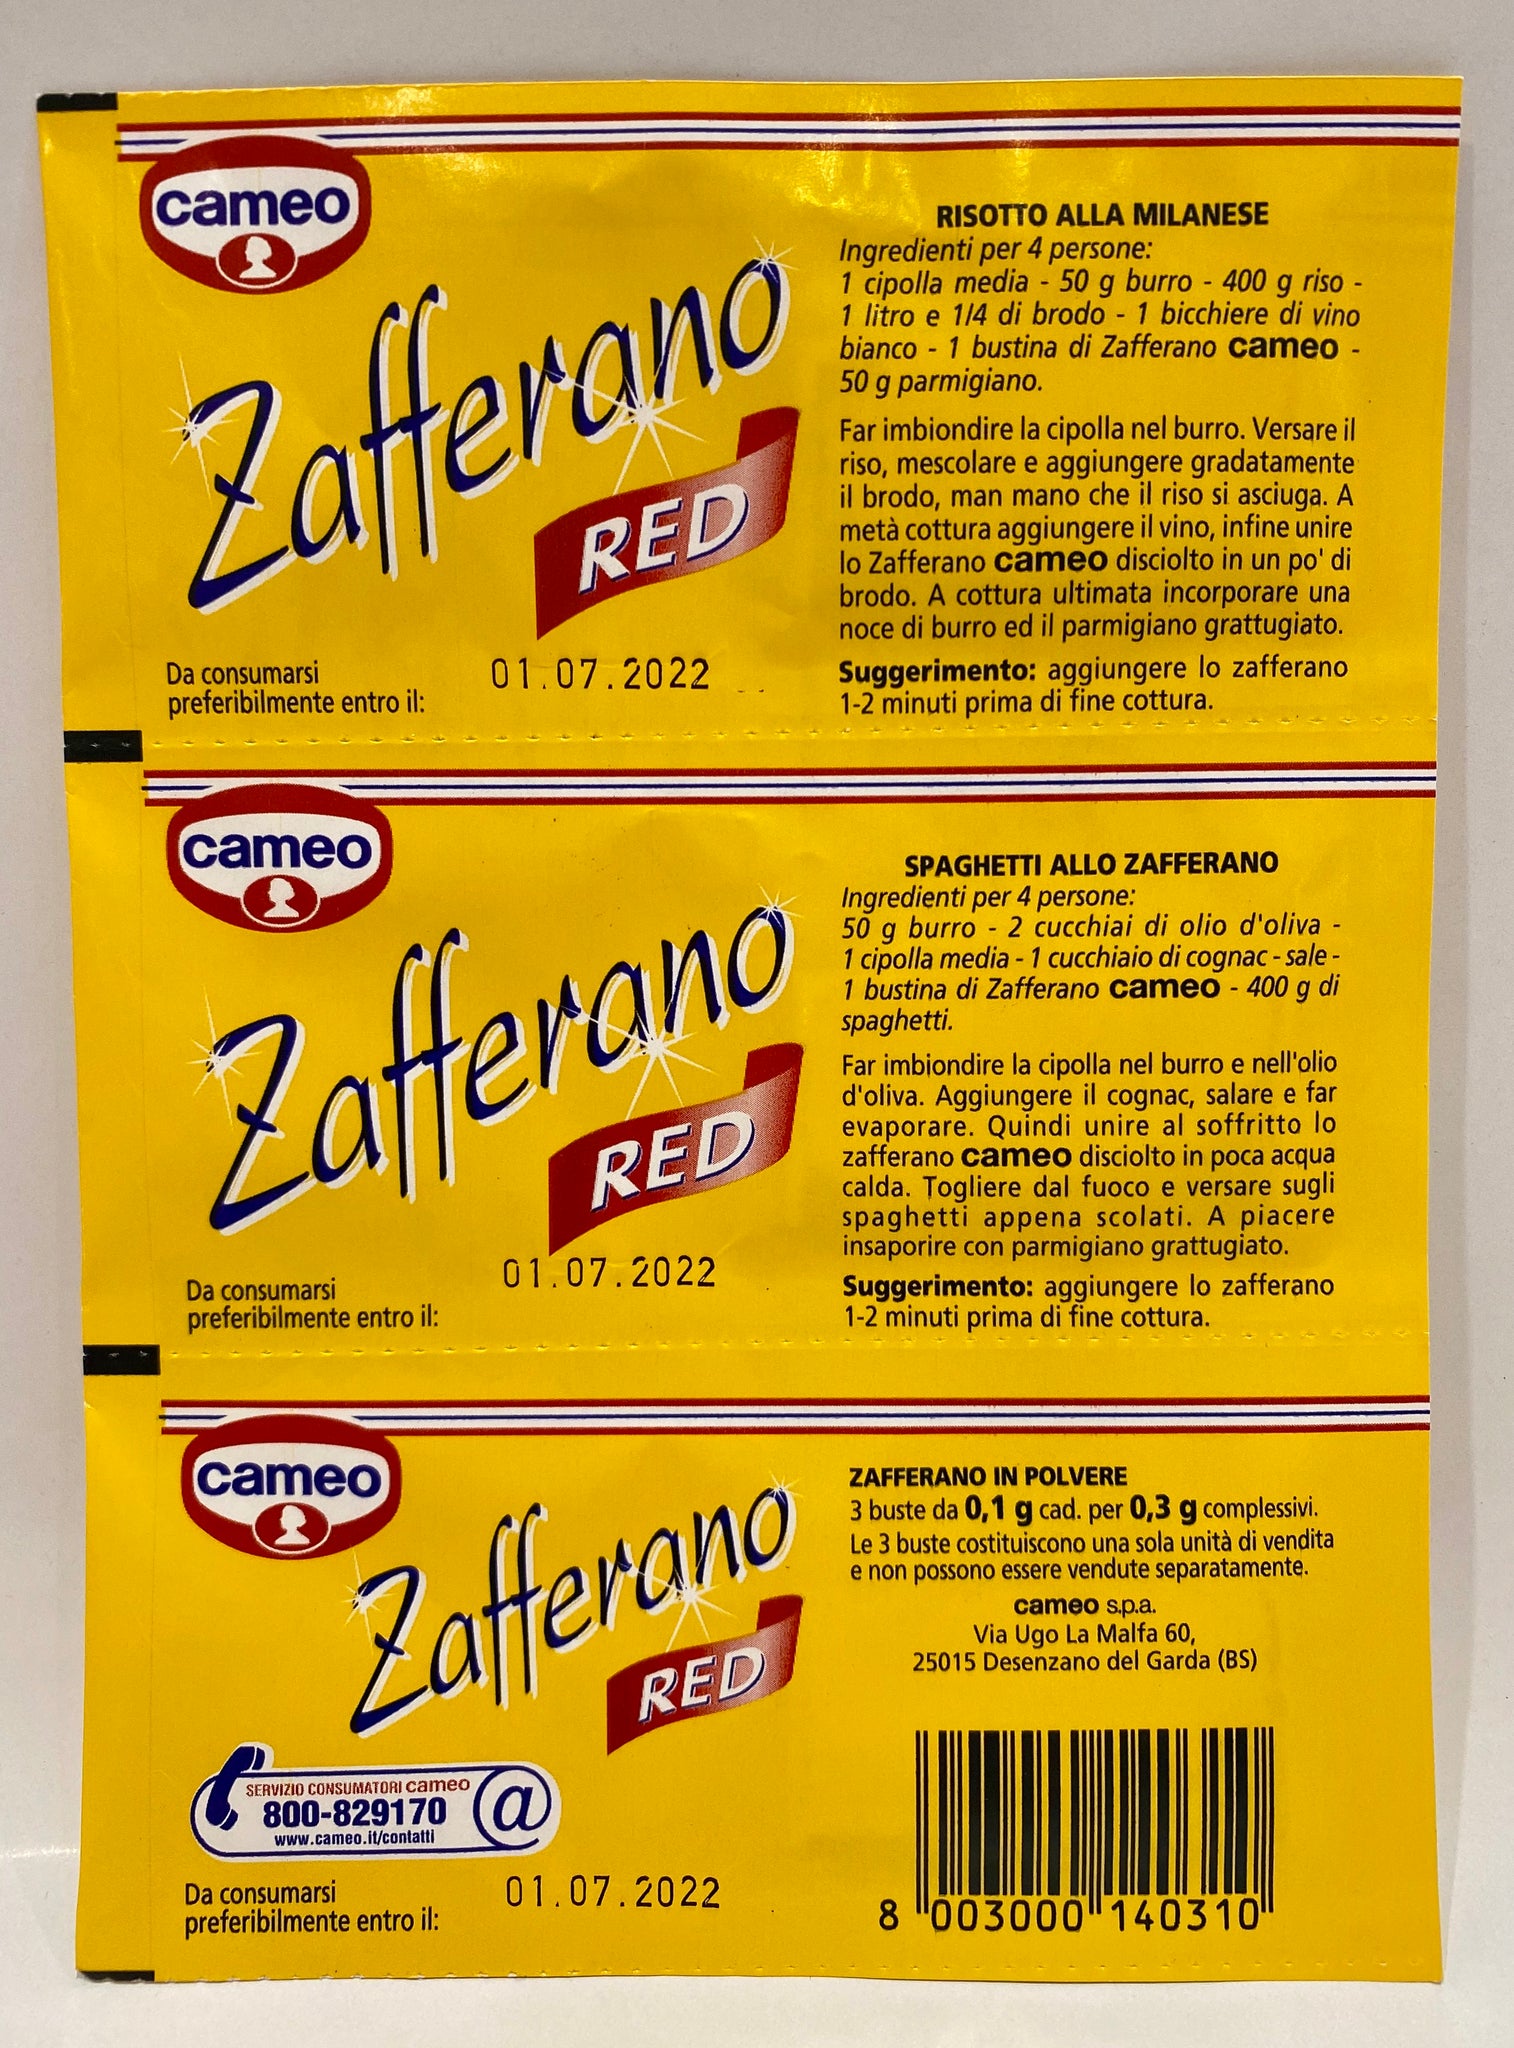 cameo
Zafferano
RED
Da consumarsi
preferibilmente entro il:
01.07.2022
RISOTTO ALLA MILANESE
Ingredienti per 4 persone:
1 cipolla media - 50 g burro - 400 g riso -
1 litro e 1/4 di brodo - 1 bicchiere di vino
bianco - 1 bustina di Zafferano cameo -
50 g parmigiano.
Far imbiondire la cipolla nel burro. Versare il
riso, mescolare e aggiungere gradatamente
il brodo, man mano che il riso si asciuga. A
metà cottura aggiungere il vino, infine unire
lo Zafferano cameo disciolto in un po' di
brodo. A cottura ultimata incorporare una
noce di burro ed il parmigiano grattugiato.
Suggerimento: aggiungere lo zafferano
1-2 minuti prima di fine cottura.
cameo
Zafferano
RED
Da consumarsi
preferibilmente entro il:
01.07.2022
SPAGHETTI ALLO ZAFFERANO
Ingredienti per 4 persone:
50 g burro - 2 cucchiai di olio d'oliva -
1 cipolla media - 1 cucchiaio di cognac - sale -
1 bustina di Zafferano cameo - 400 g di
spaghetti.
Far imbiondire la cipolla nel burro e nell'olio
d'oliva. Aggiungere il cognac, salare e far
evaporare. Quindi unire al soffritto lo
zafferano cameo disciolto in poca acqua
calda. Togliere dal fuoco e versare sugli
spaghetti appena scolati. A piacere
insaporire con parmigiano grattugiato.
Suggerimento: aggiungere lo zafferano
1-2 minuti prima di fine cottura.
cameo
Zafferano
RED
SERVIZIO CONSUMATORI cameo
800-829170
www.cameo.it/contatti
@
Da consumarsi
preferibilmente entro il:
01.07.2022
ZAFFERANO IN POLVERE
3 buste da 0,1 g cad. per 0,3 g complessivi.
Le 3 buste costituiscono una sola unità di vendita
e non possono essere vendute separatamente.
cameo s.p.a.
Via Ugo La Malfa 60,
25015 Desenzano del Garda (BS)
8 003000 140310